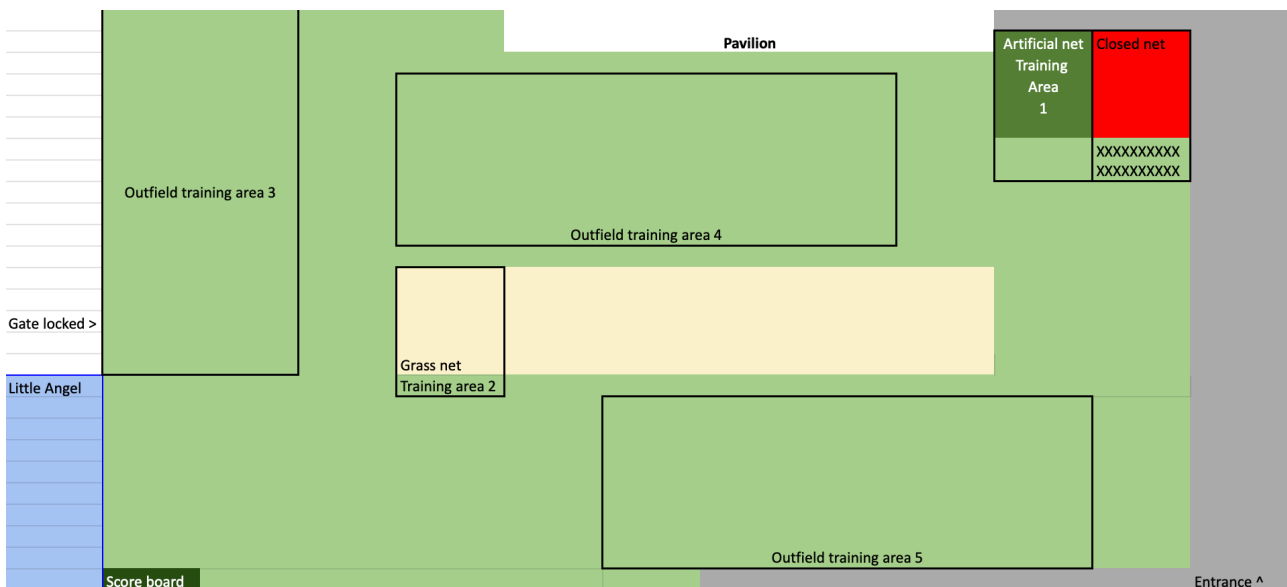 Pavilion
Artificial net
Training
Area
1
Closed net
XXXXXXXXXX
XXXXXXXXXX
Outfield training area 3
Outfield training area 4
Gate locked >
Grass net
Training area 2
Little Angel
Outfield training area 5
Score board
Entrance ^